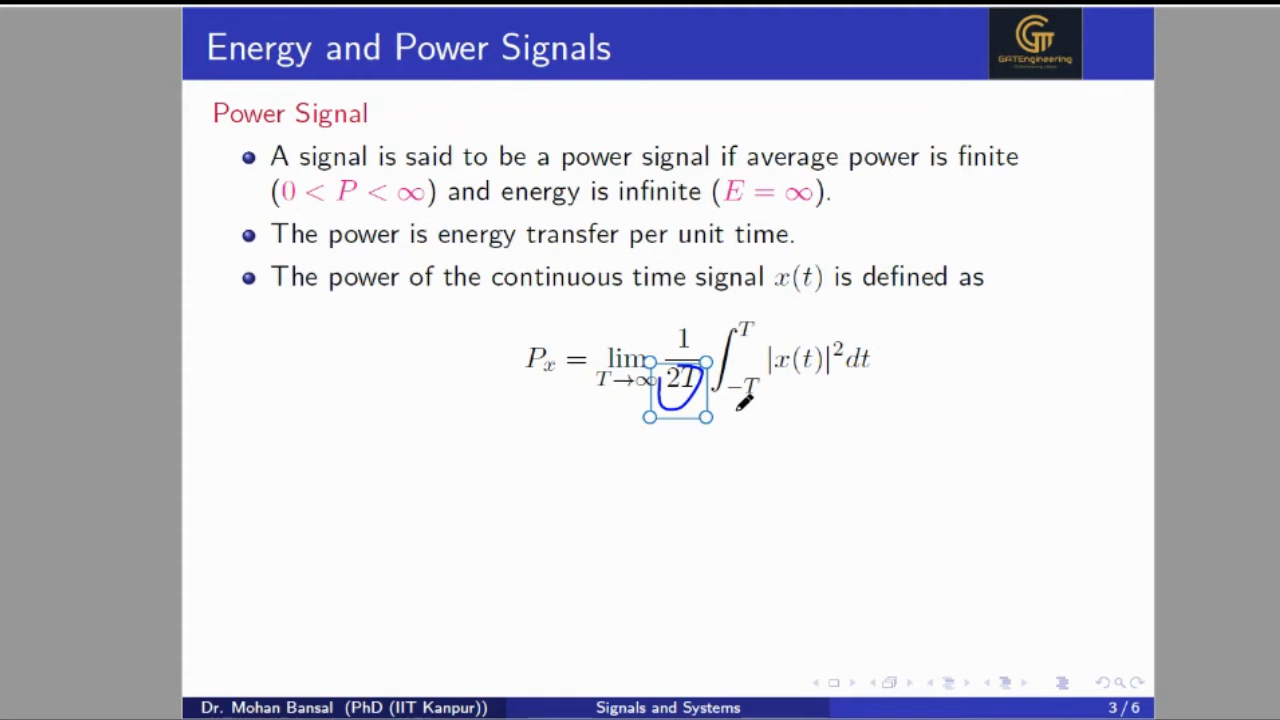 Energy and Power Signals
GATEngineering
Power Signal
A signal is said to be a power signal if average power is finite
(0 < P < ∞) and energy is infinite (E = ∞).
The power is energy transfer per unit time.
The power of the continuous time signal x(t) is defined as
P_x = lim_{T→∞} 1/2T ∫_{−T}^{T} |x(t)|² dt
Dr. Mohan Bansal (PhD (IIT Kanpur)) Signals and Systems 3 / 6